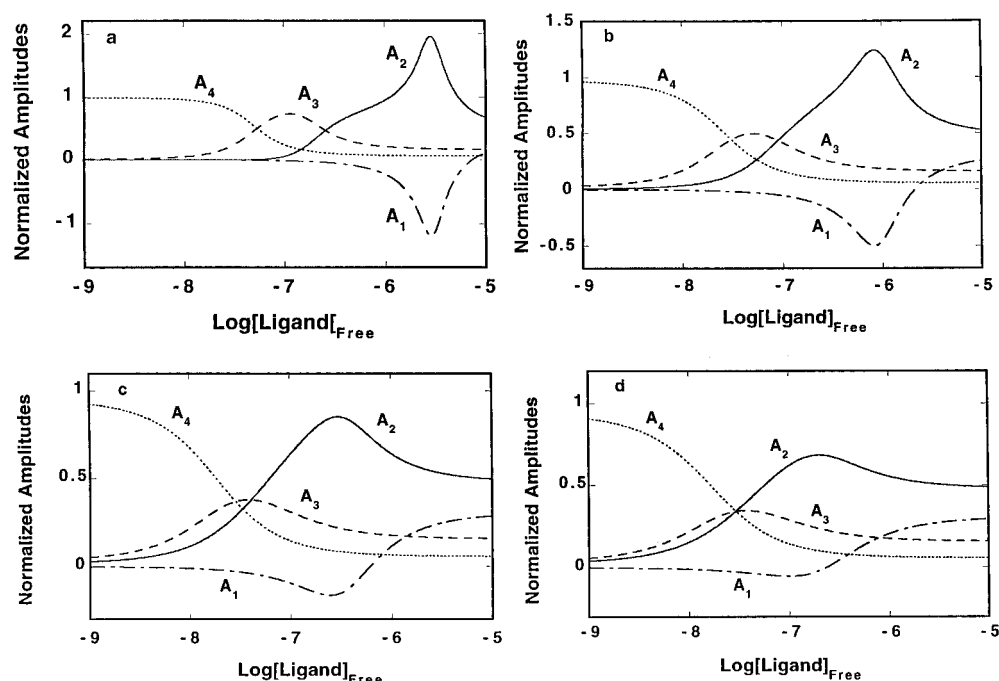 a
b
Normalized Amplitudes
2
1
0
-1
A4
A3
A2
A1
-9
-8
-7
-6
-5
Log[Ligand[Free
Normalized Amplitudes
1.5
1
0.5
0
-0.5
A4
A2
A3
A1
-9
-8
-7
-6
-5
Log[Ligand]Free
c
d
Normalized Amplitudes
1
0.5
0
A4
A2
A3
A1
-9
-8
-7
-6
-5
Log[Ligand]Free
Normalized Amplitudes
1
0.5
0
A4
A2
A3
A1
-9
-8
-7
-6
-5
Log[Ligand]Free